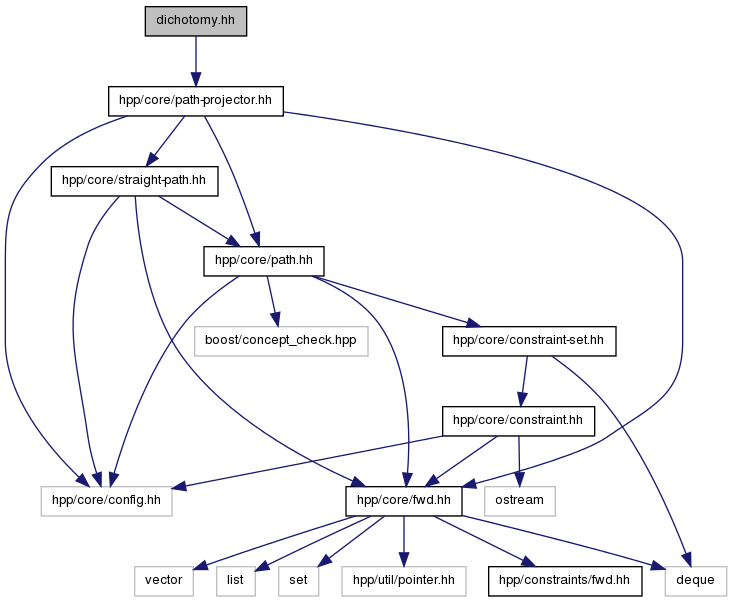 dichotomy.hh
hpp/core/path-projector.hh
hpp/core/straight-path.hh
hpp/core/path.hh
boost/concept_check.hpp
hpp/core/constraint-set.hh
hpp/core/constraint.hh
hpp/core/config.hh
hpp/core/fwd.hh
ostream
vector
list
set
hpp/util/pointer.hh
hpp/constraints/fwd.hh
deque